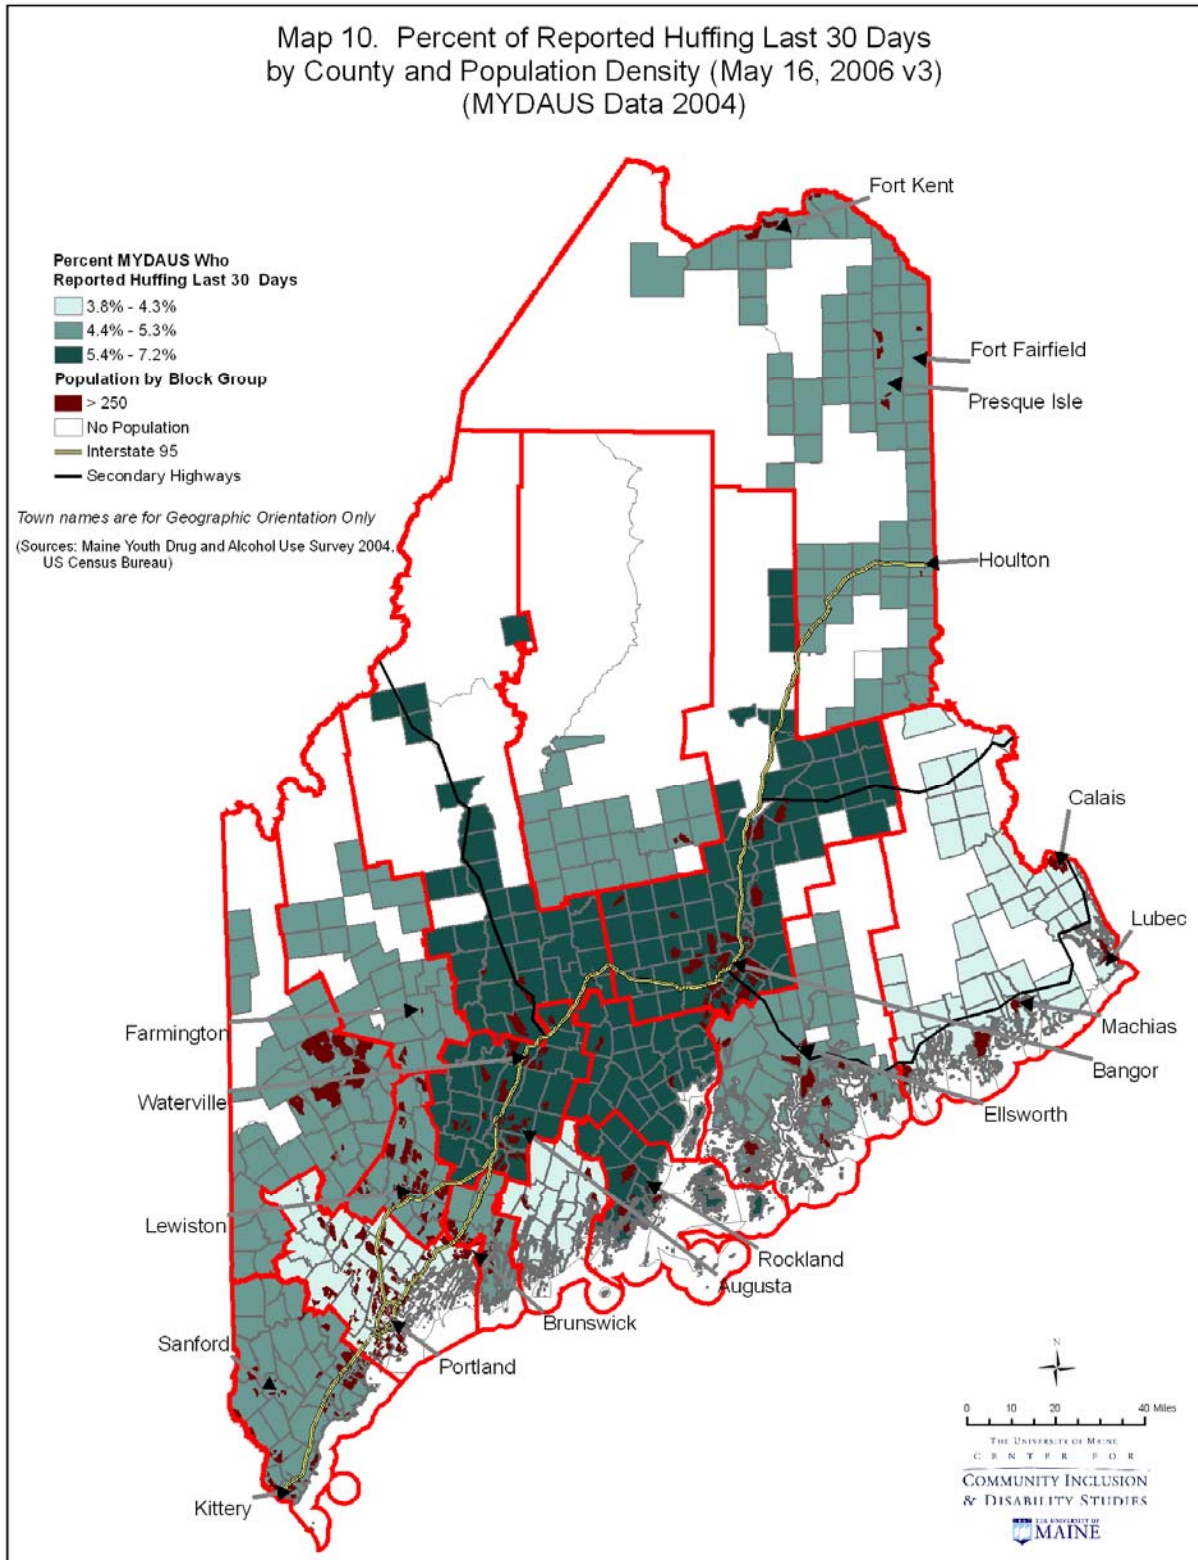 Map 10. Percent of Reported Huffing Last 30 Days
by County and Population Density (May 16, 2006 v3)
(MYDAUS Data 2004)
Fort Kent
Percent MYDAUS Who
Reported Huffing Last 30 Days
3.8% - 4.3%
4.4% - 5.3%
5.4% - 7.2%
Population by Block Group
> 250
No Population
Interstate 95
Secondary Highways
Town names are for Geographic Orientation Only
(Sources: Maine Youth Drug and Alcohol Use Survey 2004,
US Census Bureau)
Fort Fairfield
Presque Isle
Houlton
Calais
Lubec
Farmington
Machias
Bangor
Waterville
Ellsworth
Lewiston
Rockland
Augusta
Brunswick
Sanford
Portland
Kittery
N
0 10 20 40 Miles
THE UNIVERSITY OF MAINE
CENTER FOR
COMMUNITY INCLUSION
& DISABILITY STUDIES
THE UNIVERSITY OF
MAINE